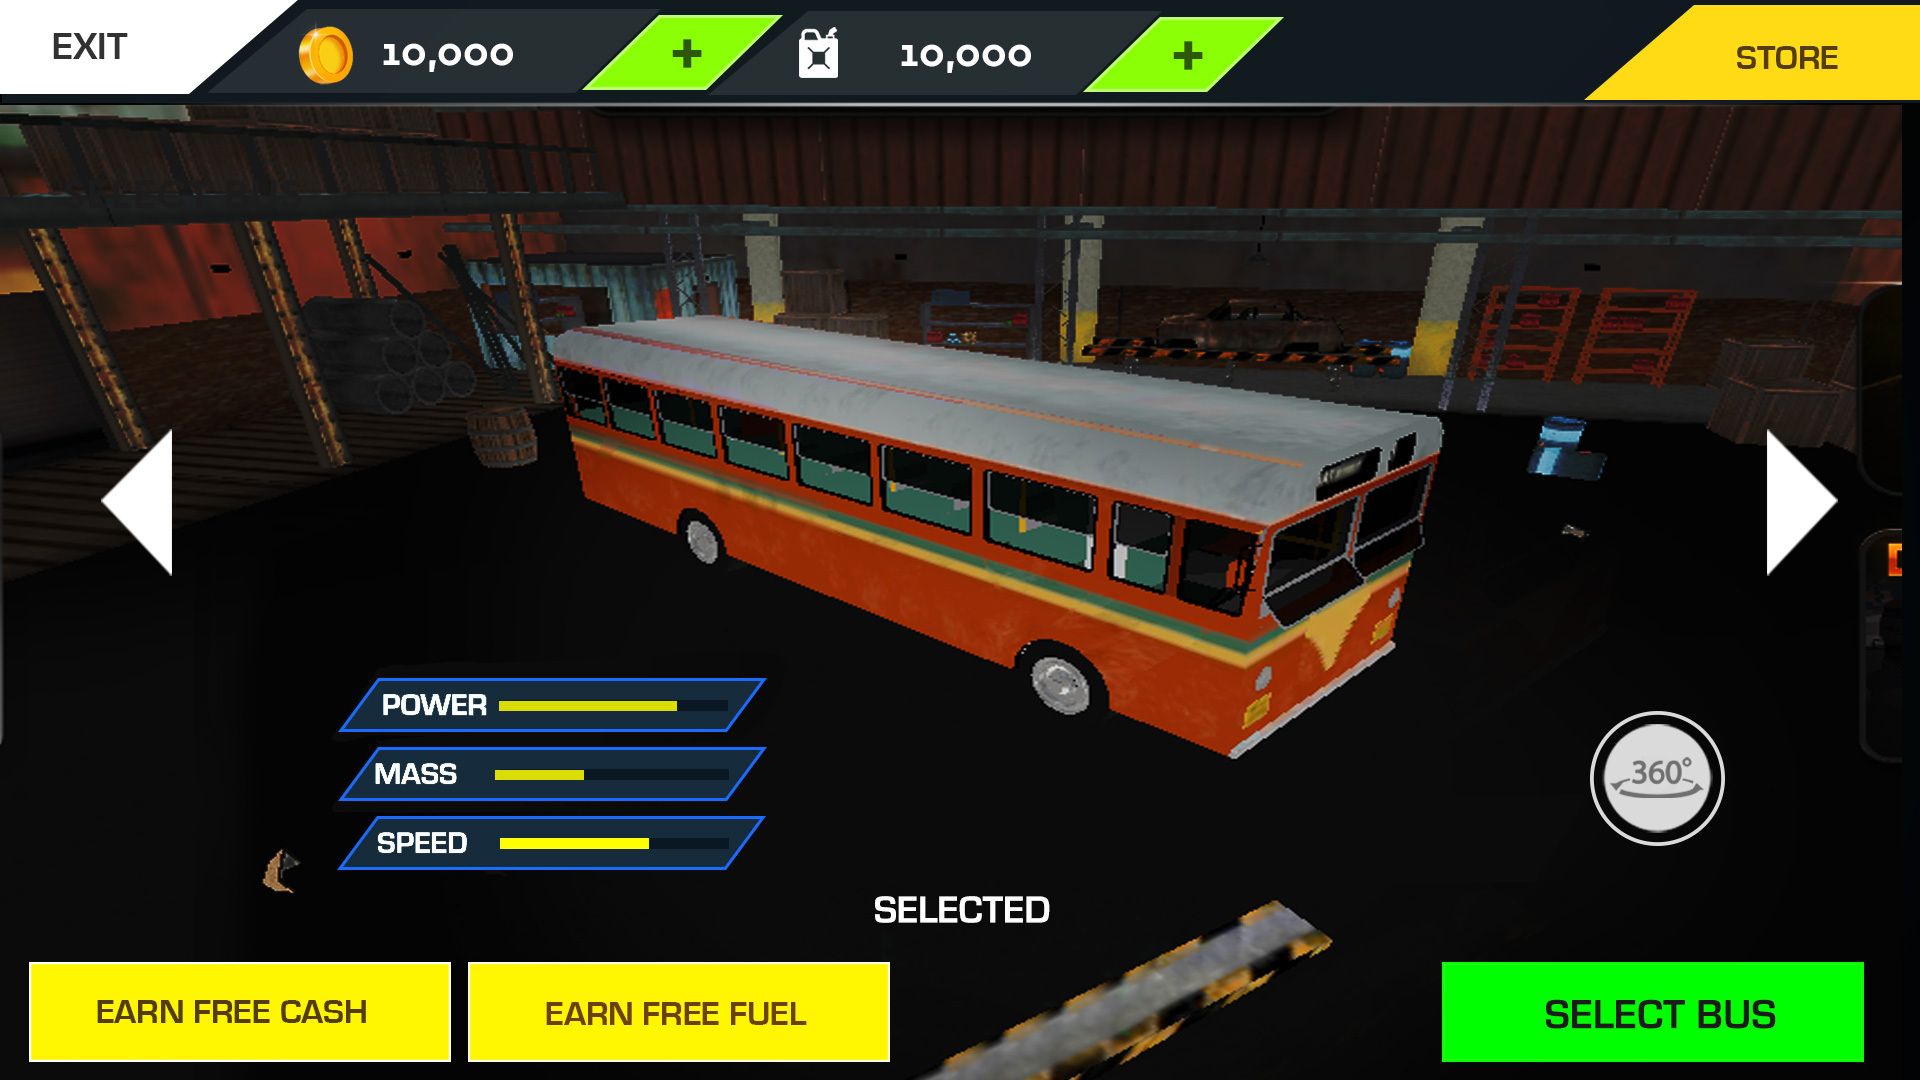 EXIT
10,000
+
10,000
+
STORE
POWER
MASS
SPEED
360°
SELECTED
EARN FREE CASH
EARN FREE FUEL
SELECT BUS